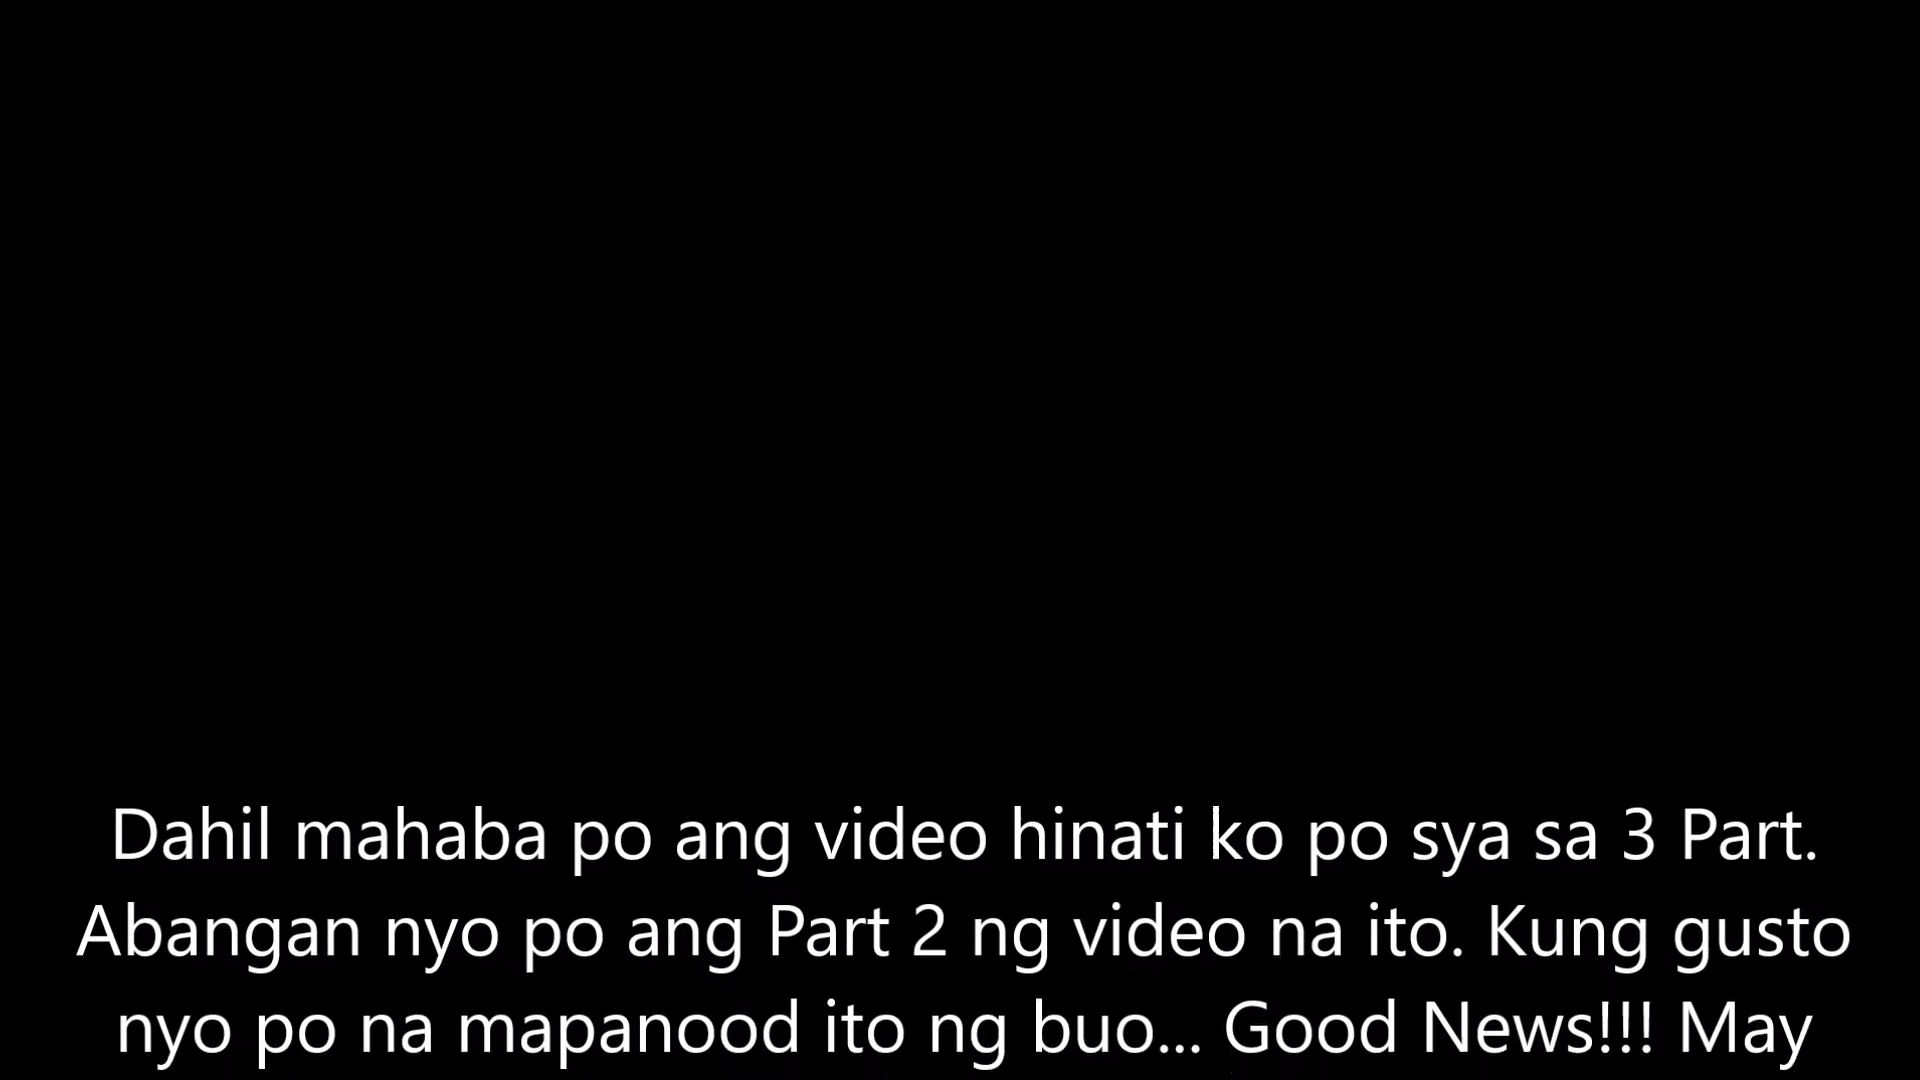 Dahil mahaba po ang video hinati ko po sya sa 3 Part.
Abangan nyo po ang Part 2 ng video na ito. Kung gusto
nyo po na mapanood ito ng buo... Good News!!! May